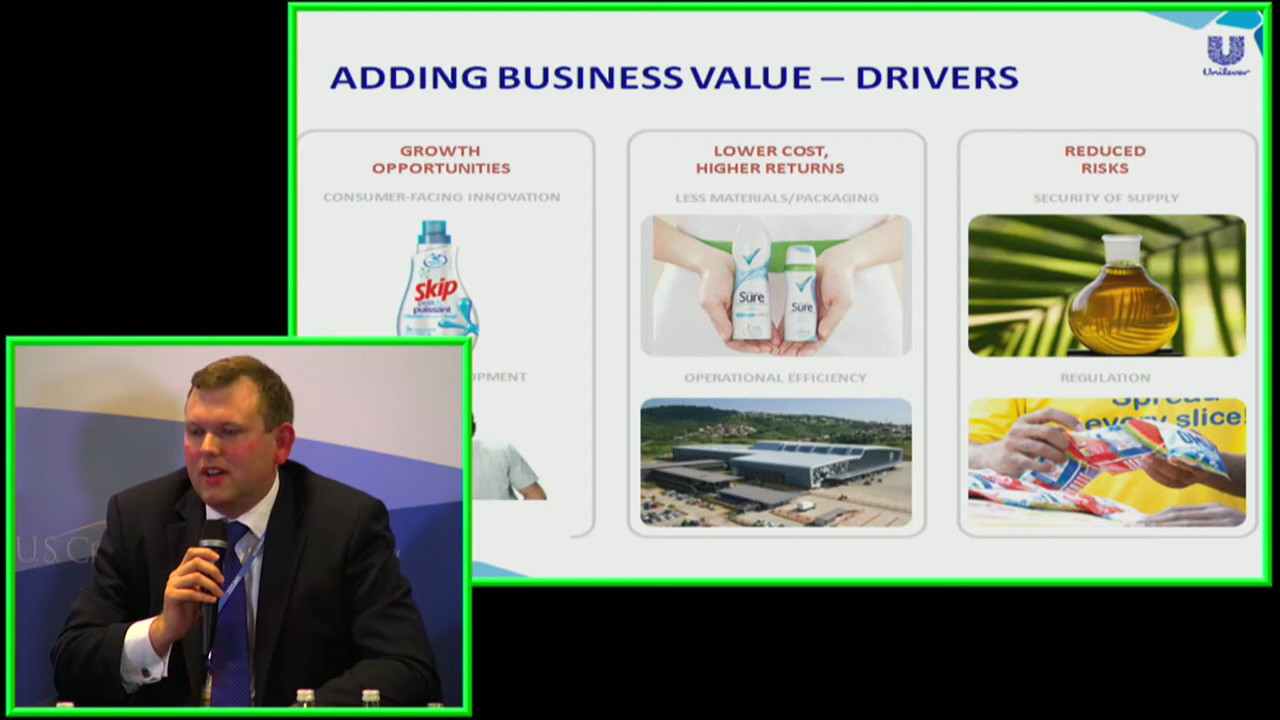 ADDING BUSINESS VALUE – DRIVERS
Unilever
GROWTH
OPPORTUNITIES
CONSUMER-FACING INNOVATION
Skip
puissant
OPMENT
LOWER COST,
HIGHER RETURNS
LESS MATERIALS/PACKAGING
Sure
Sure
OPERATIONAL EFFICIENCY
REDUCED
RISKS
SECURITY OF SUPPLY
REGULATION
Spread
every slice!
U.S. C